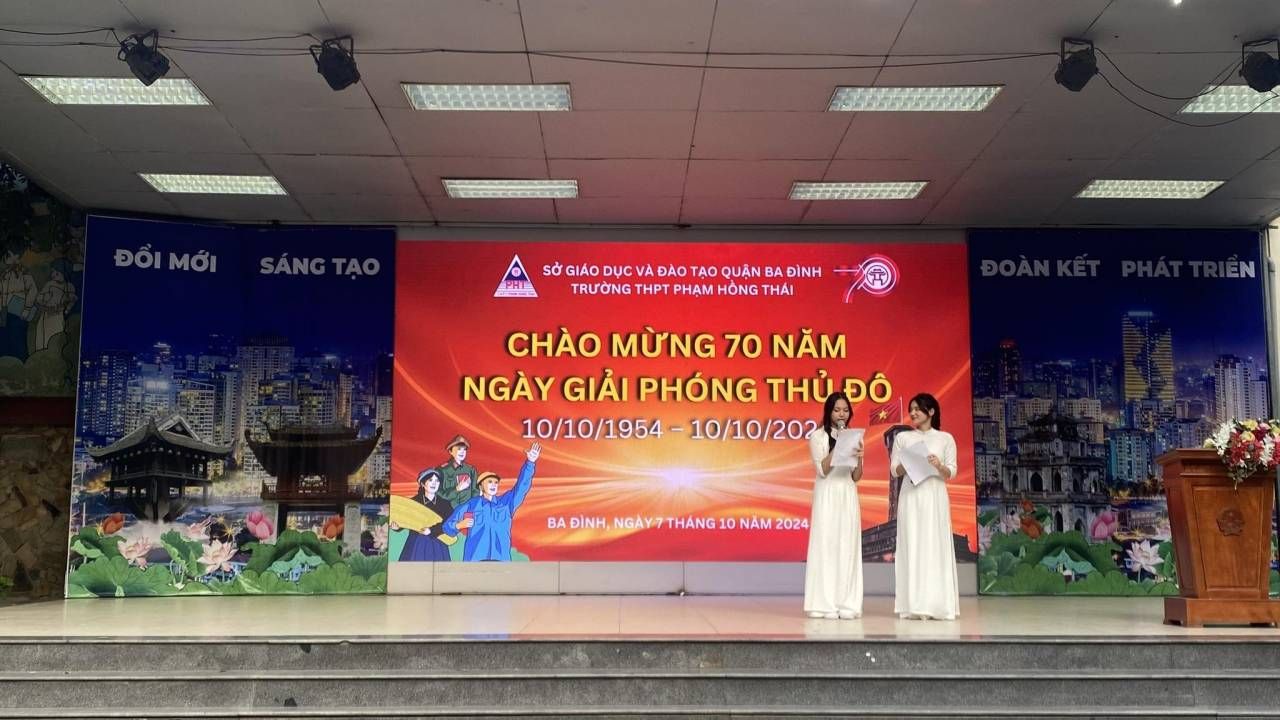 ĐỔI MỚI SÁNG TẠO
SỞ GIÁO DỤC VÀ ĐÀO TẠO QUẬN BA ĐÌNH
TRƯỜNG THPT PHẠM HỒNG THÁI
PHT
CHÀO MỪNG 70 NĂM
NGÀY GIẢI PHÓNG THỦ ĐÔ
10/10/1954 – 10/10/202
BA ĐÌNH, NGÀY 7 THÁNG 10 NĂM 2024
ĐOÀN KẾT PHÁT TRIỂN